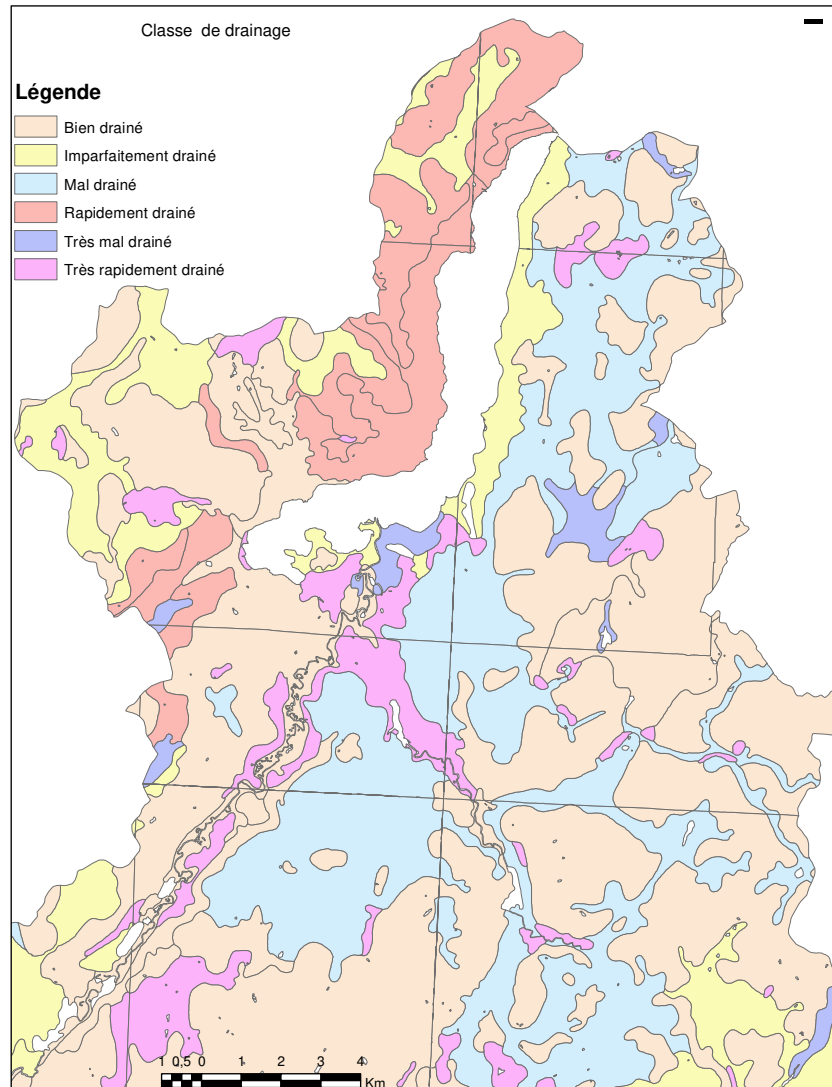 Classe de drainage
Légende
Bien drainé
Imparfaitement drainé
Mal drainé
Rapidement drainé
Très mal drainé
Très rapidement drainé
1 0,5 0 1 2 3 4
Km